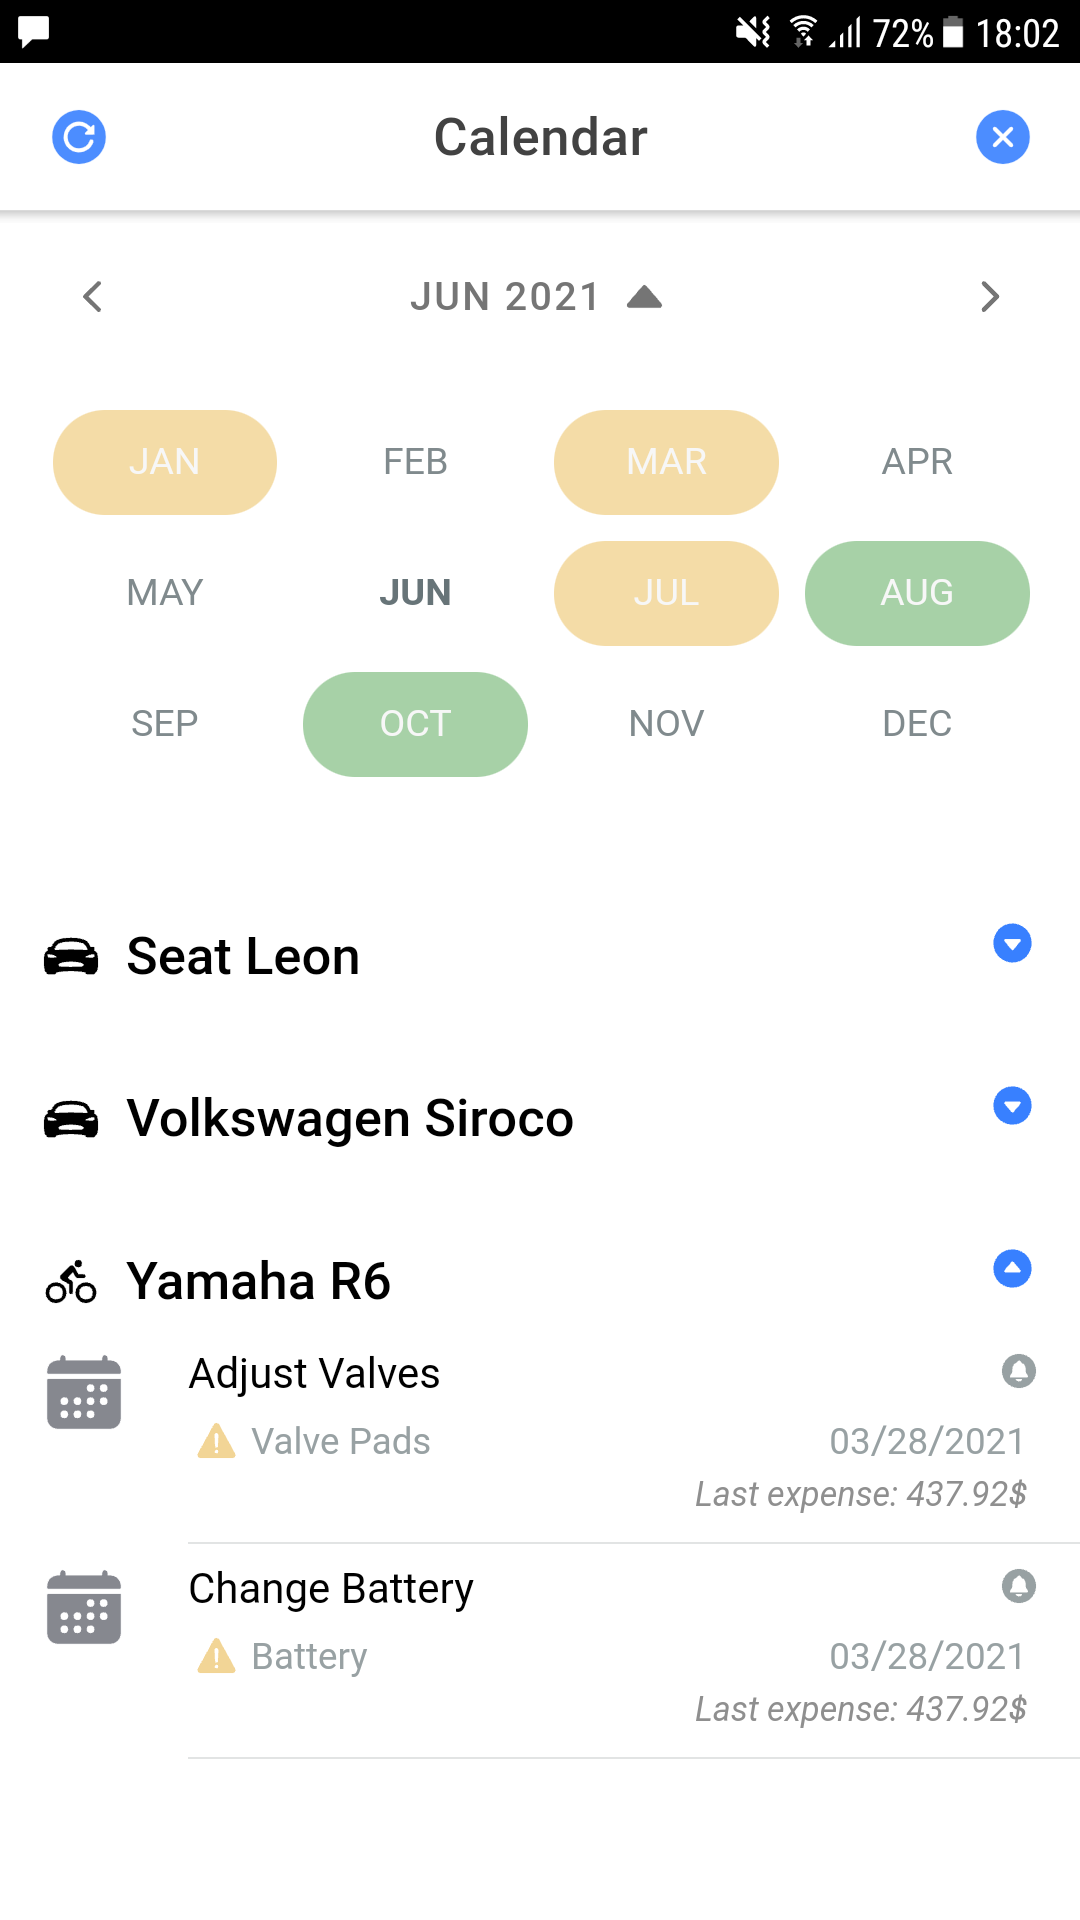 72% 18:02
Calendar
JUN 2021
JAN FEB MAR APR
MAY JUN JUL AUG
SEP OCT NOV DEC
Seat Leon
Volkswagen Siroco
Yamaha R6
Adjust Valves
Valve Pads 03/28/2021
Last expense: 437.92$
Change Battery
Battery 03/28/2021
Last expense: 437.92$